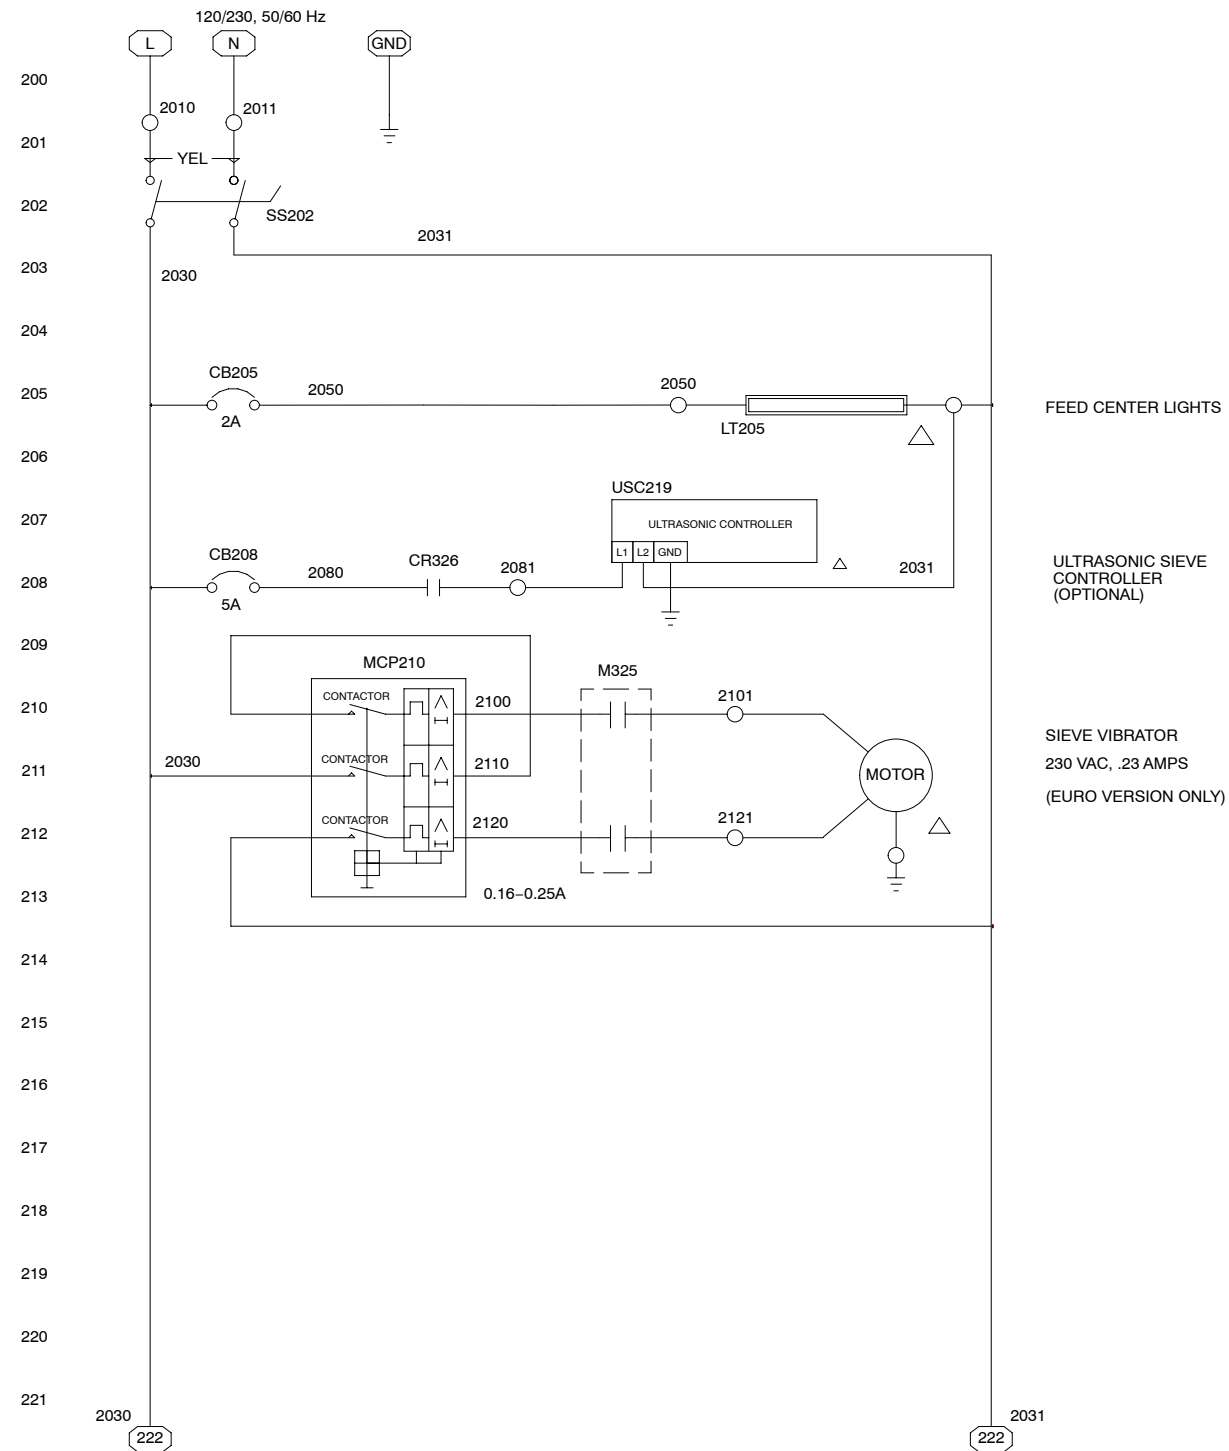 120/230, 50/60 Hz
L N GND
200
2010 2011
201
YEL
202
SS202
2031
203
2030
204
CB205
205 2050 2050
FEED CENTER LIGHTS
2A LT205
206
USC219
207
ULTRASONIC CONTROLLER
L1 L2 GND
CB208 CR326 2081 2031
ULTRASONIC SIEVE
208 2080
CONTROLLER
(OPTIONAL)
5A
209
MCP210 M325
CONTACTOR 2100 2101
210
SIEVE VIBRATOR
2030 CONTACTOR 2110
230 VAC, .23 AMPS
211
MOTOR
(EURO VERSION ONLY)
CONTACTOR 2120 2121
212
213
0.16–0.25A
214
215
216
217
218
219
220
221
2030 2031
222 222